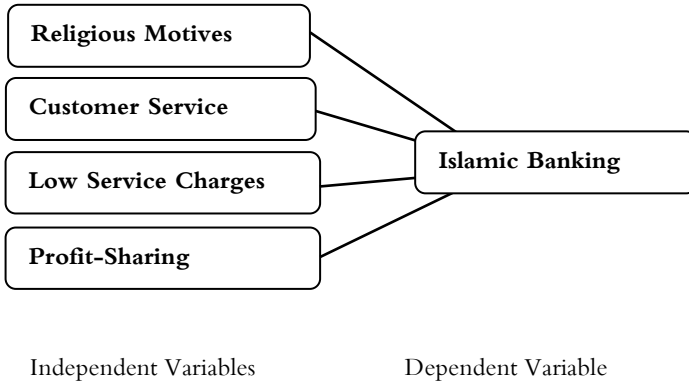 Religious Motives
Customer Service
Low Service Charges
Profit-Sharing
Islamic Banking
Independent Variables
Dependent Variable